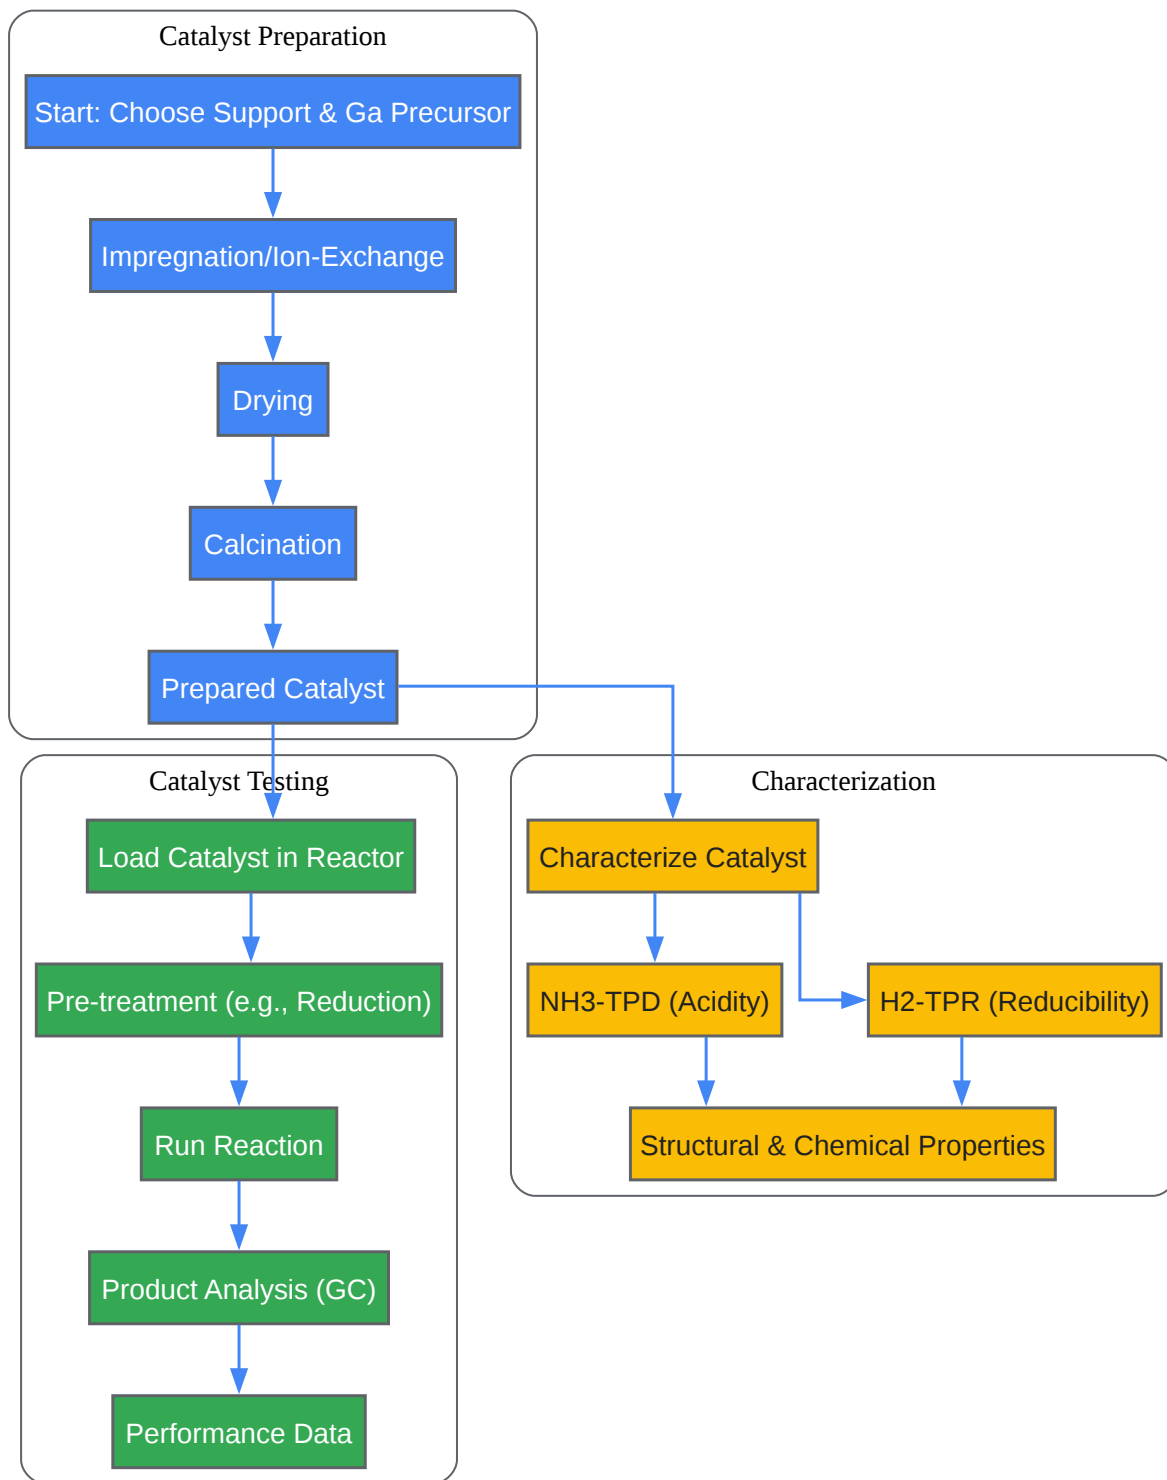 Catalyst Preparation
Start: Choose Support & Ga Precursor
Impregnation/Ion-Exchange
Drying
Calcination
Prepared Catalyst
Catalyst Testing
Load Catalyst in Reactor
Pre-treatment (e.g., Reduction)
Run Reaction
Product Analysis (GC)
Performance Data
Characterization
Characterize Catalyst
NH3-TPD (Acidity)
H2-TPR (Reducibility)
Structural & Chemical Properties